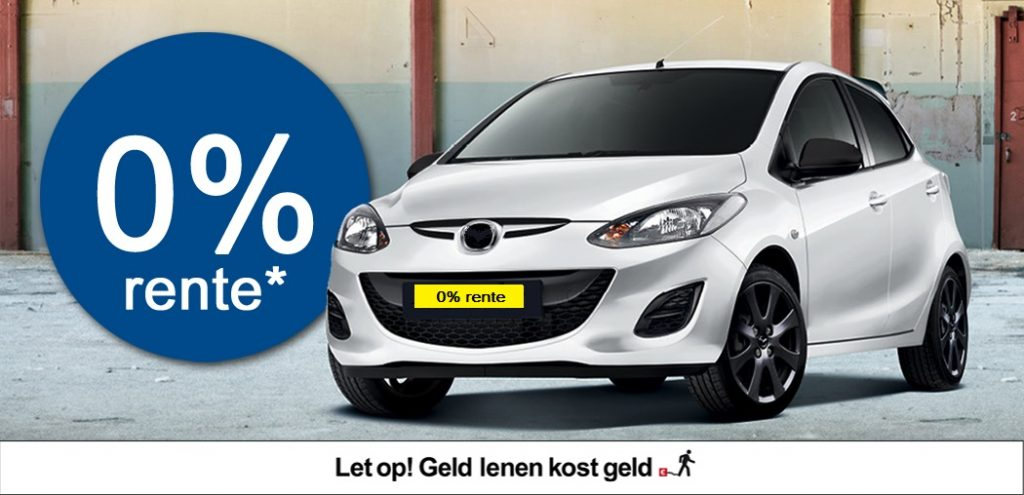 0%
rente*
0% rente
Let op! Geld lenen kost geld